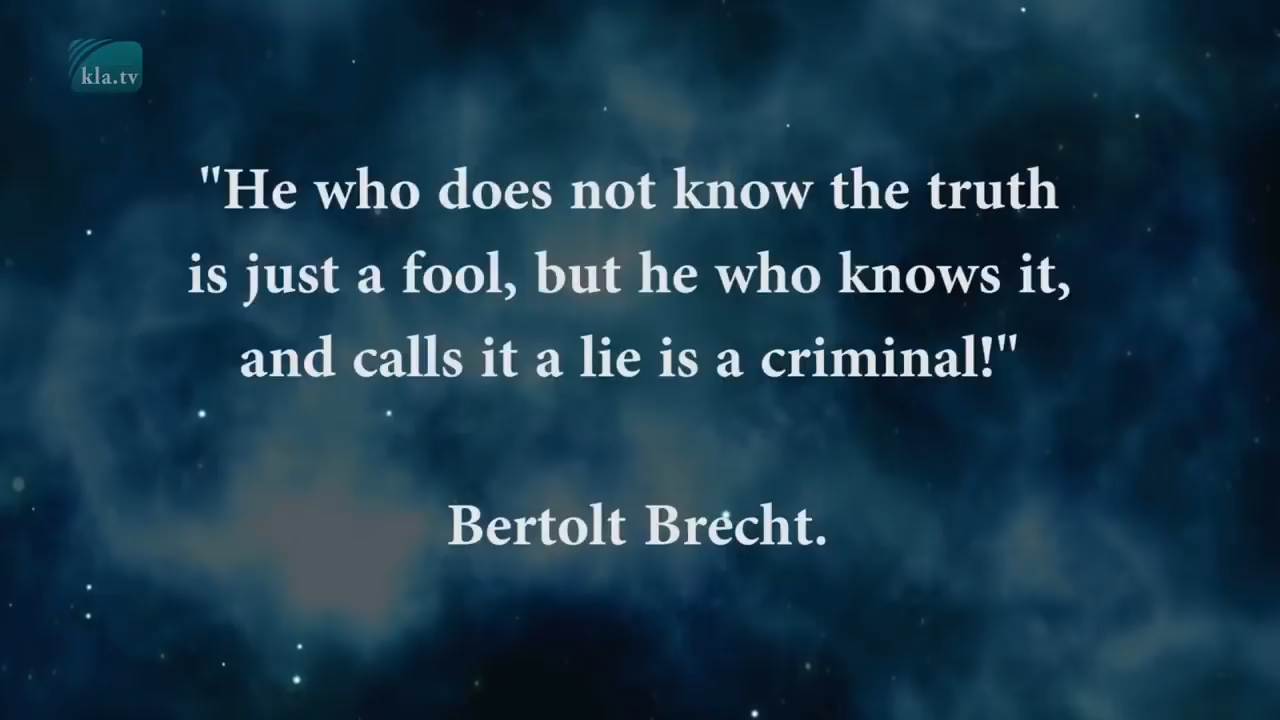 kla.tv
"He who does not know the truth
is just a fool, but he who knows it,
and calls it a lie is a criminal!"
Bertolt Brecht.